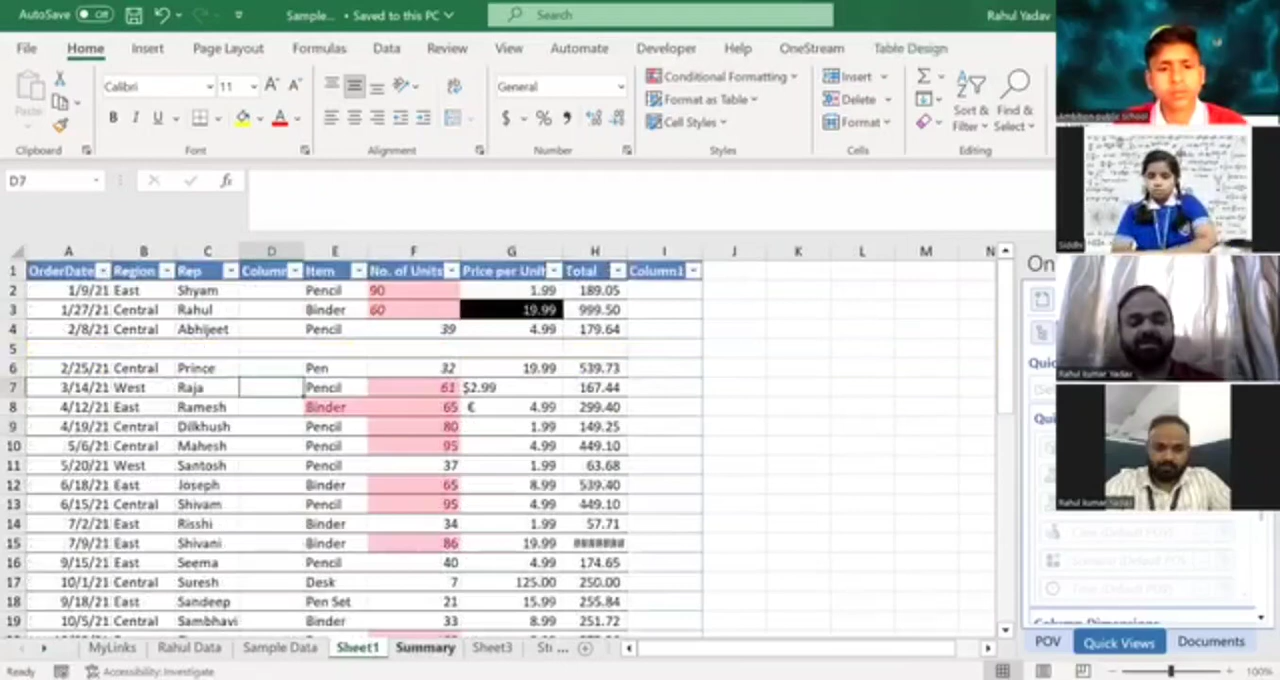 AutoSave Off Sample... • Saved to this PC Search Rahul Yadav
File Home Insert Page Layout Formulas Data Review View Automate Developer Help OneStream Table Design
Calibri 11 General Conditional Formatting Insert
Paste Format as Table Delete Sort & Find &
B I U $ % Cell Styles Format Filter Select
Clipboard Font Alignment Number Styles Cells Editing
Ambition public school
D7 fx
Siddhi
A B C D E F G H I J K L M N
1 OrderDate Region Rep Column Item No. of Units Price per Unit Total Column1 On
2 1/9/21 East Shyam Pencil 90 1.99 189.05
3 1/27/21 Central Rahul Binder 60 19.99 999.50
4 2/8/21 Central Abhijeet Pencil 39 4.99 179.64
5
6 2/25/21 Central Prince Pen 32 19.99 539.73 Quic
Rahul kumar Yadav
7 3/14/21 West Raja Pencil 61 $2.99 167.44
8 4/12/21 East Ramesh Binder 65 € 4.99 299.40
9 4/19/21 Central Dilkhush Pencil 80 1.99 149.25
10 5/6/21 Central Mahesh Pencil 95 4.99 449.10
11 5/20/21 West Santosh Pencil 37 1.99 63.68
12 6/18/21 East Joseph Binder 65 8.99 539.40
13 6/15/21 Central Shivam Pencil 95 4.99 449.10
Rahul kumar Yadav
14 7/2/21 East Risshi Binder 34 1.99 57.71
15 7/9/21 East Shivani Binder 86 19.99 #######
16 9/15/21 East Seema Pencil 40 4.99 174.65
17 10/1/21 Central Suresh Desk 7 125.00 250.00
18 9/18/21 East Sandeep Pen Set 21 15.99 255.84
19 10/5/21 Central Sambhavi Binder 33 8.99 251.72
Column Dimensions
POV Quick Views Documents
MyLinks Rahul Data Sample Data Sheet1 Summary Sheet3 Sti ...
Ready Accessibility: Investigate 100%